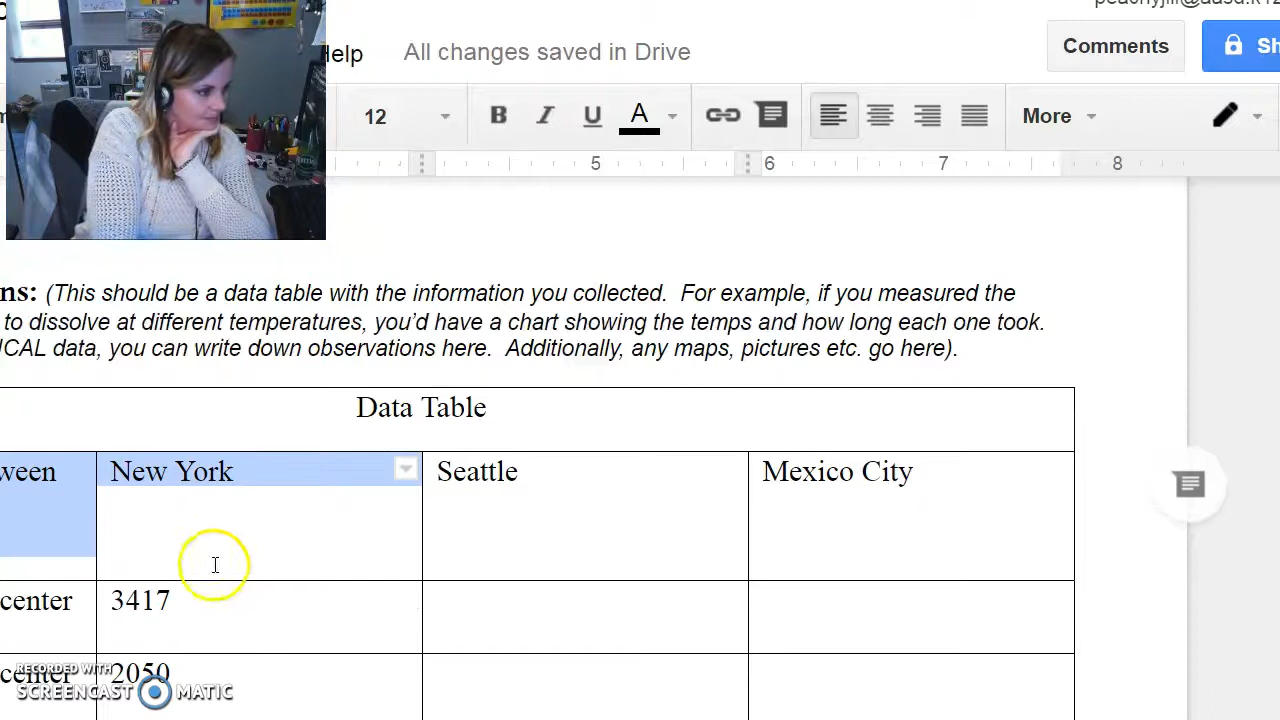 Help All changes saved in Drive Comments
12 B I U A More
5 6 7 8
ns: (This should be a data table with the information you collected. For example, if you measured the
to dissolve at different temperatures, you'd have a chart showing the temps and how long each one took.
ICAL data, you can write down observations here. Additionally, any maps, pictures etc. go here).
Data Table
ween New York Seattle Mexico City
center 3417
center 2050
RECORDED WITH
SCREENCAST MATIC